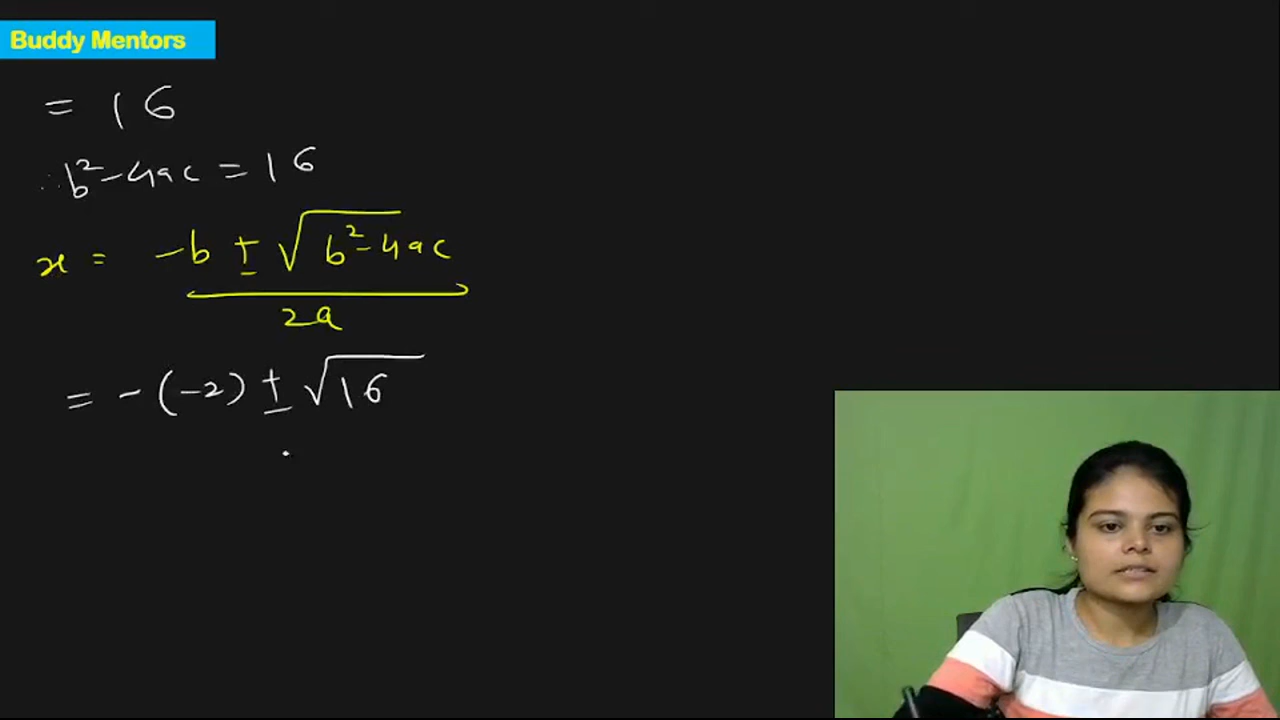 Buddy Mentors
= 16
∴ b²-4ac = 16
x = -b ± √b²-4ac
2a
= -(-2) ± √16